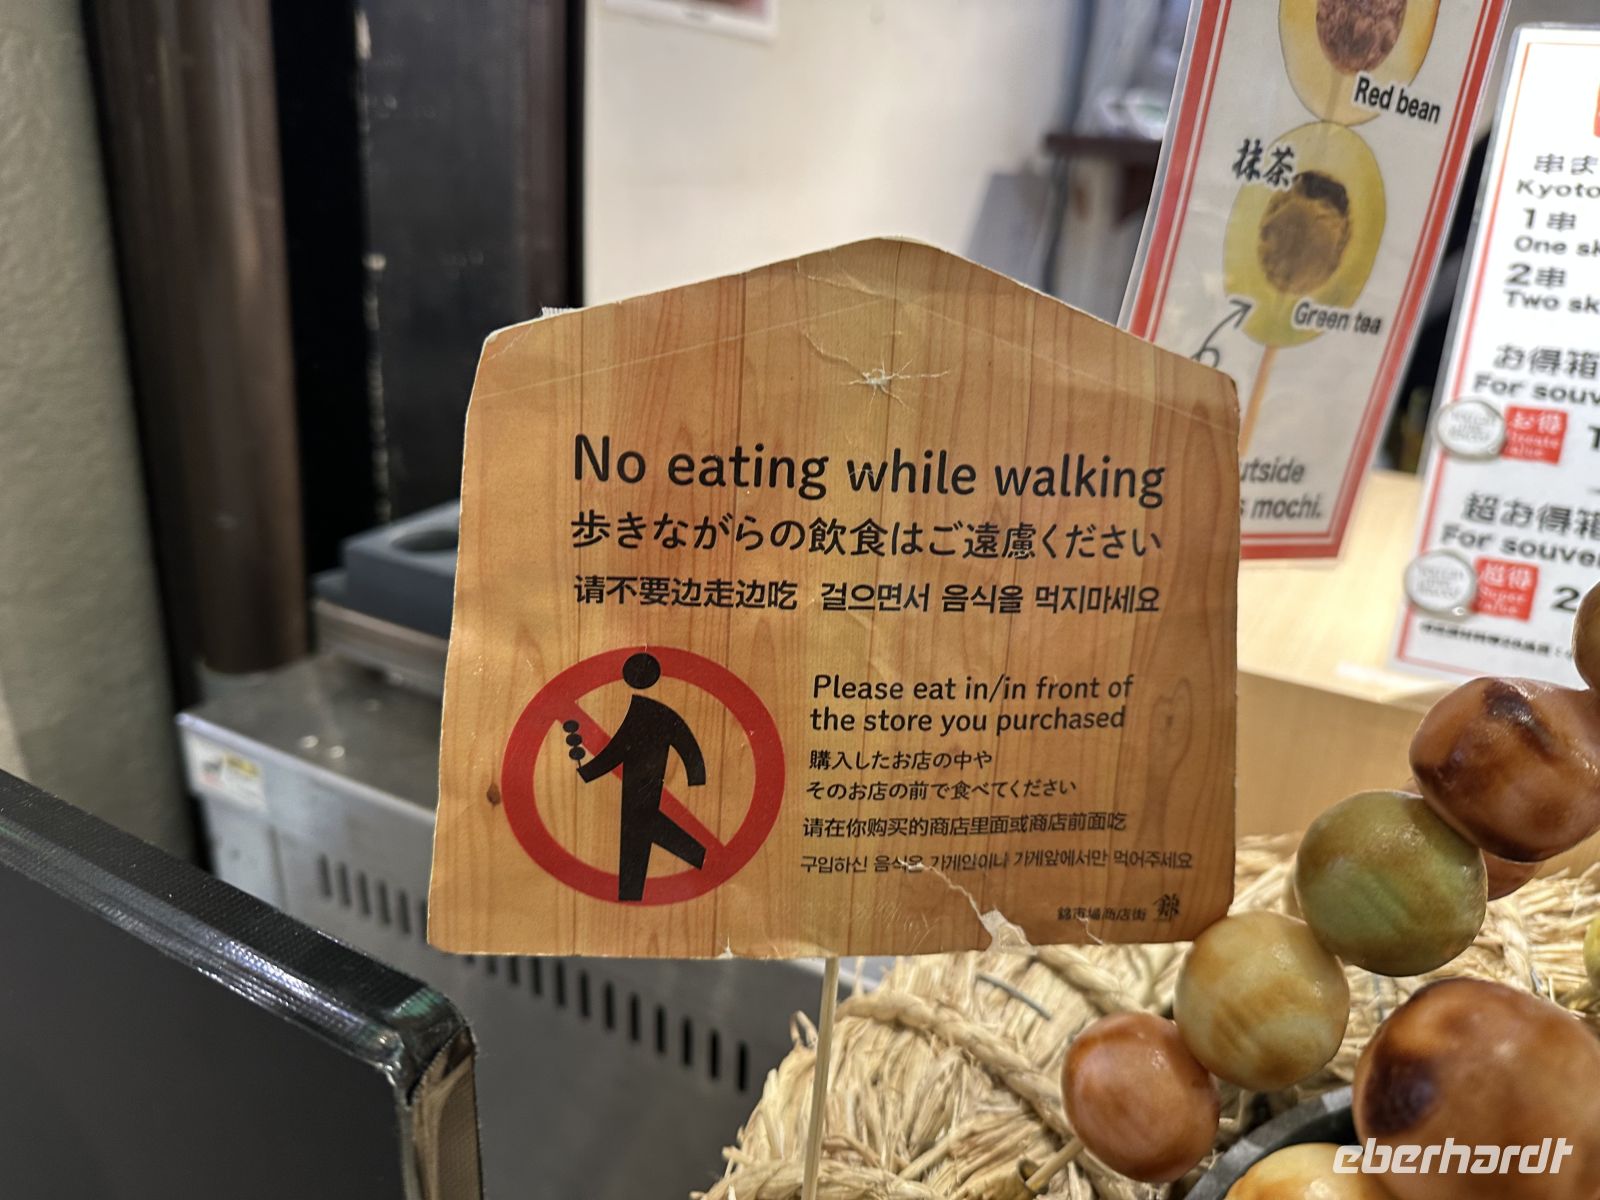 Red bean
抹茶
Green tea
mochi.
Kyoto
1串
One
2串
Two
お得箱
For
お得
超お得箱
For
超得
2
No eating while walking
歩きながらの飲食はご遠慮ください
请不要边走边吃 걸으면서 음식을 먹지마세요
Please eat in/in front of
the store you purchased
購入したお店の中や
そのお店の前で食べてください
请在你购买的商店里面或商店前面吃
구입하신 음식은 가게안이나 가게앞에서만 먹어주세요
錦市場商店街 錦
eberhardt